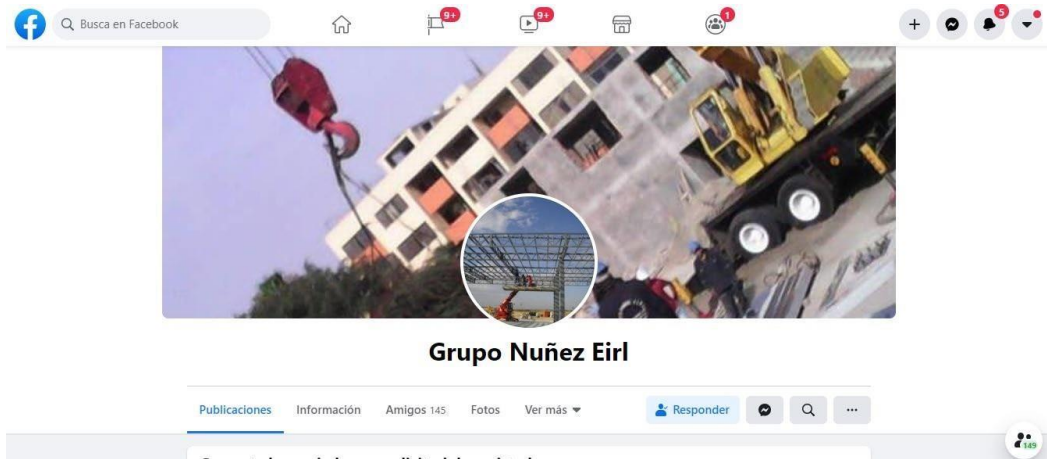 Busca en Facebook
9+
9+
1
5
Grupo Nuñez Eirl
Publicaciones
Información
Amigos 145
Fotos
Ver más
Responder
149